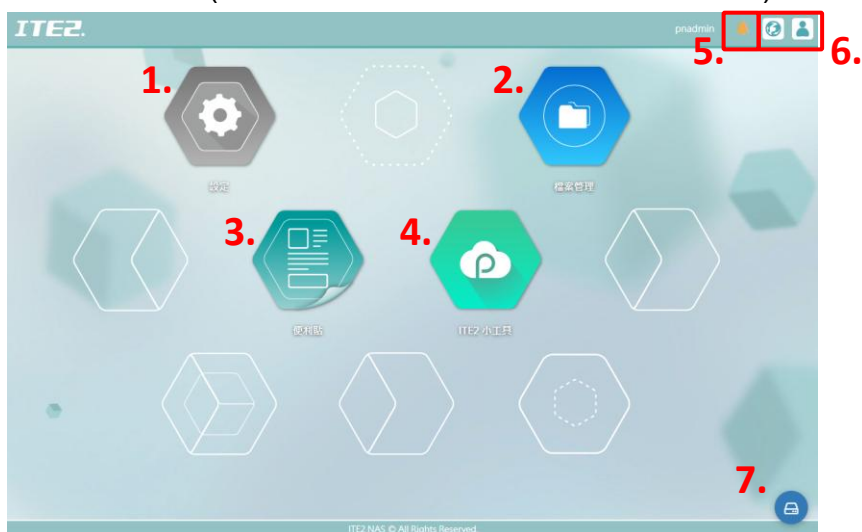 ITE2.
pnadmin
5.
6.
1.
2.
設定
檔案管理
3.
4.
便利貼
ITE2 小工具
7.
ITE2 NAS © All Rights Reserved.